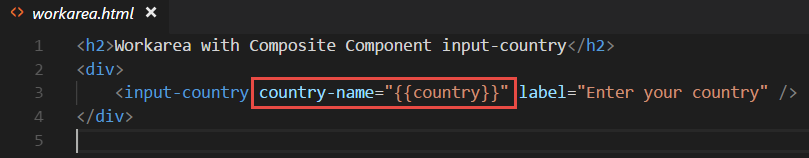 <> workarea.html ×
1 <h2>Workarea with Composite Component input-country</h2>
2 <div>
3 <input-country country-name="{{country}}" label="Enter your country" />
4 </div>
5